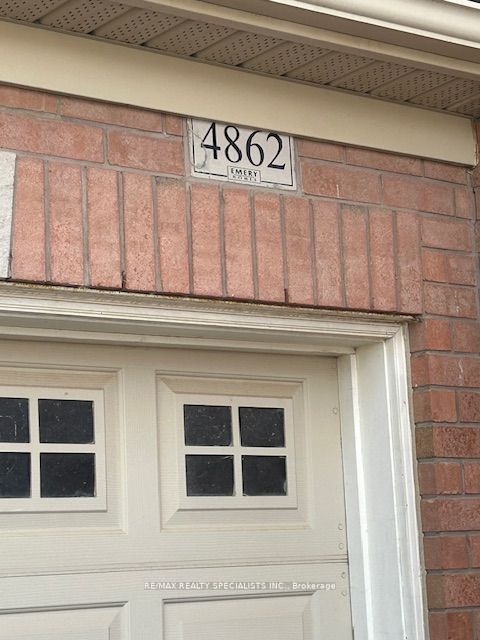 4862
EMERY
HOMES
RE/MAX REALTY SPECIALISTS INC., Brokerage